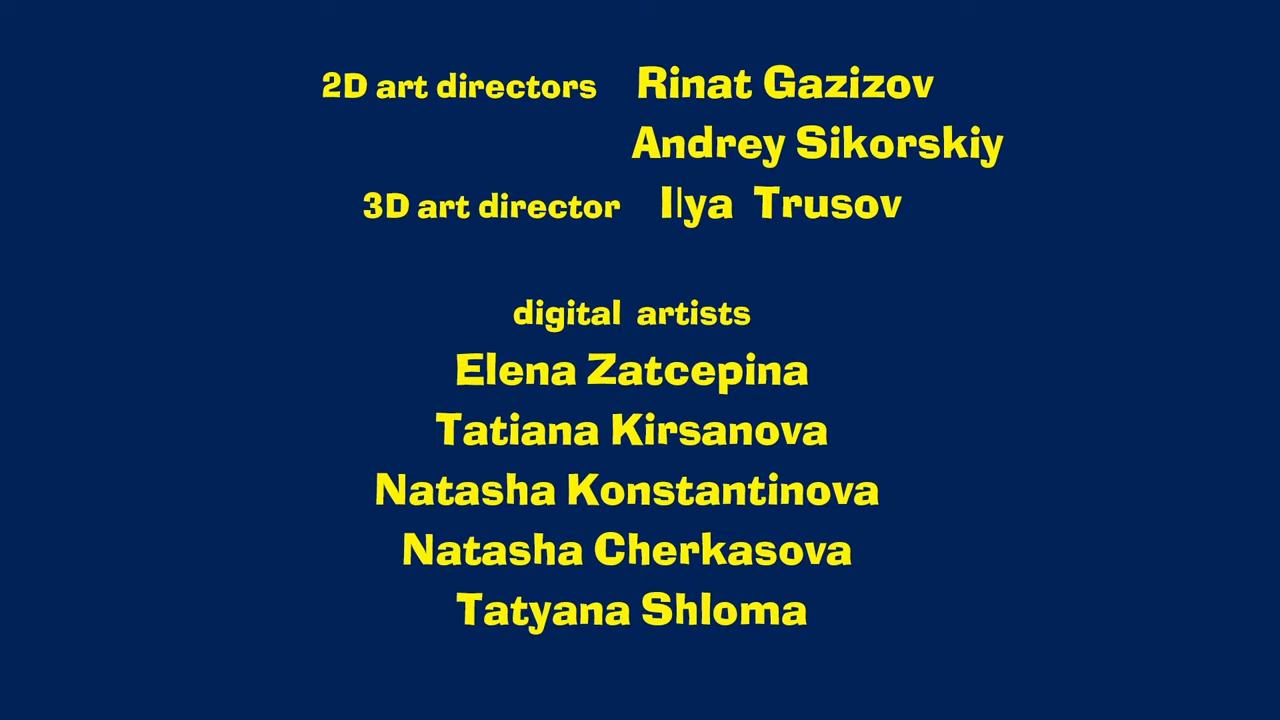 2D art directors Rinat Gazizov
Andrey Sikorskiy
3D art director Ilya Trusov
digital artists
Elena Zatcepina
Tatiana Kirsanova
Natasha Konstantinova
Natasha Cherkasova
Tatyana Shloma